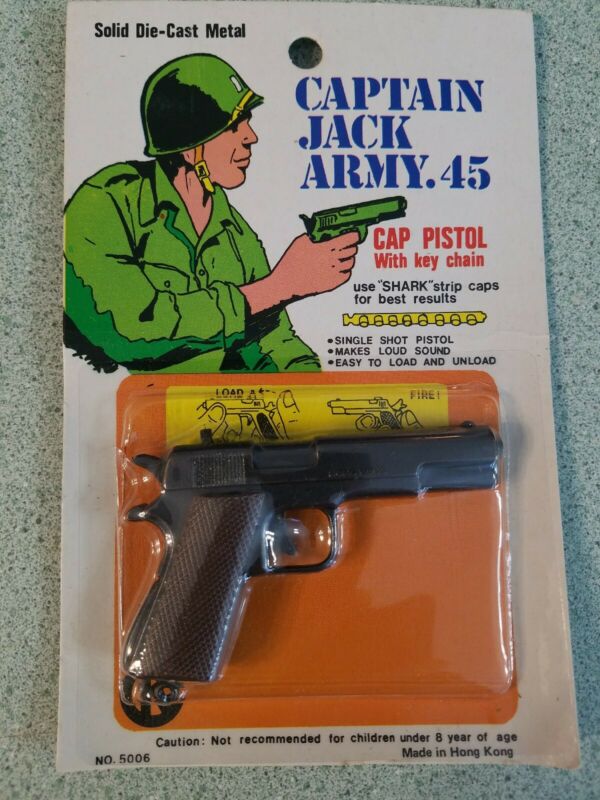 Solid Die-Cast Metal
CAPTAIN
JACK
ARMY.45
CAP PISTOL
With key chain
use "SHARK" strip caps
for best results
•SINGLE SHOT PISTOL
•MAKES LOUD SOUND
•EASY TO LOAD AND UNLOAD
LOAD
FIRE!
Caution: Not recommended for children under 8 year of age
Made in Hong Kong
NO. 5006